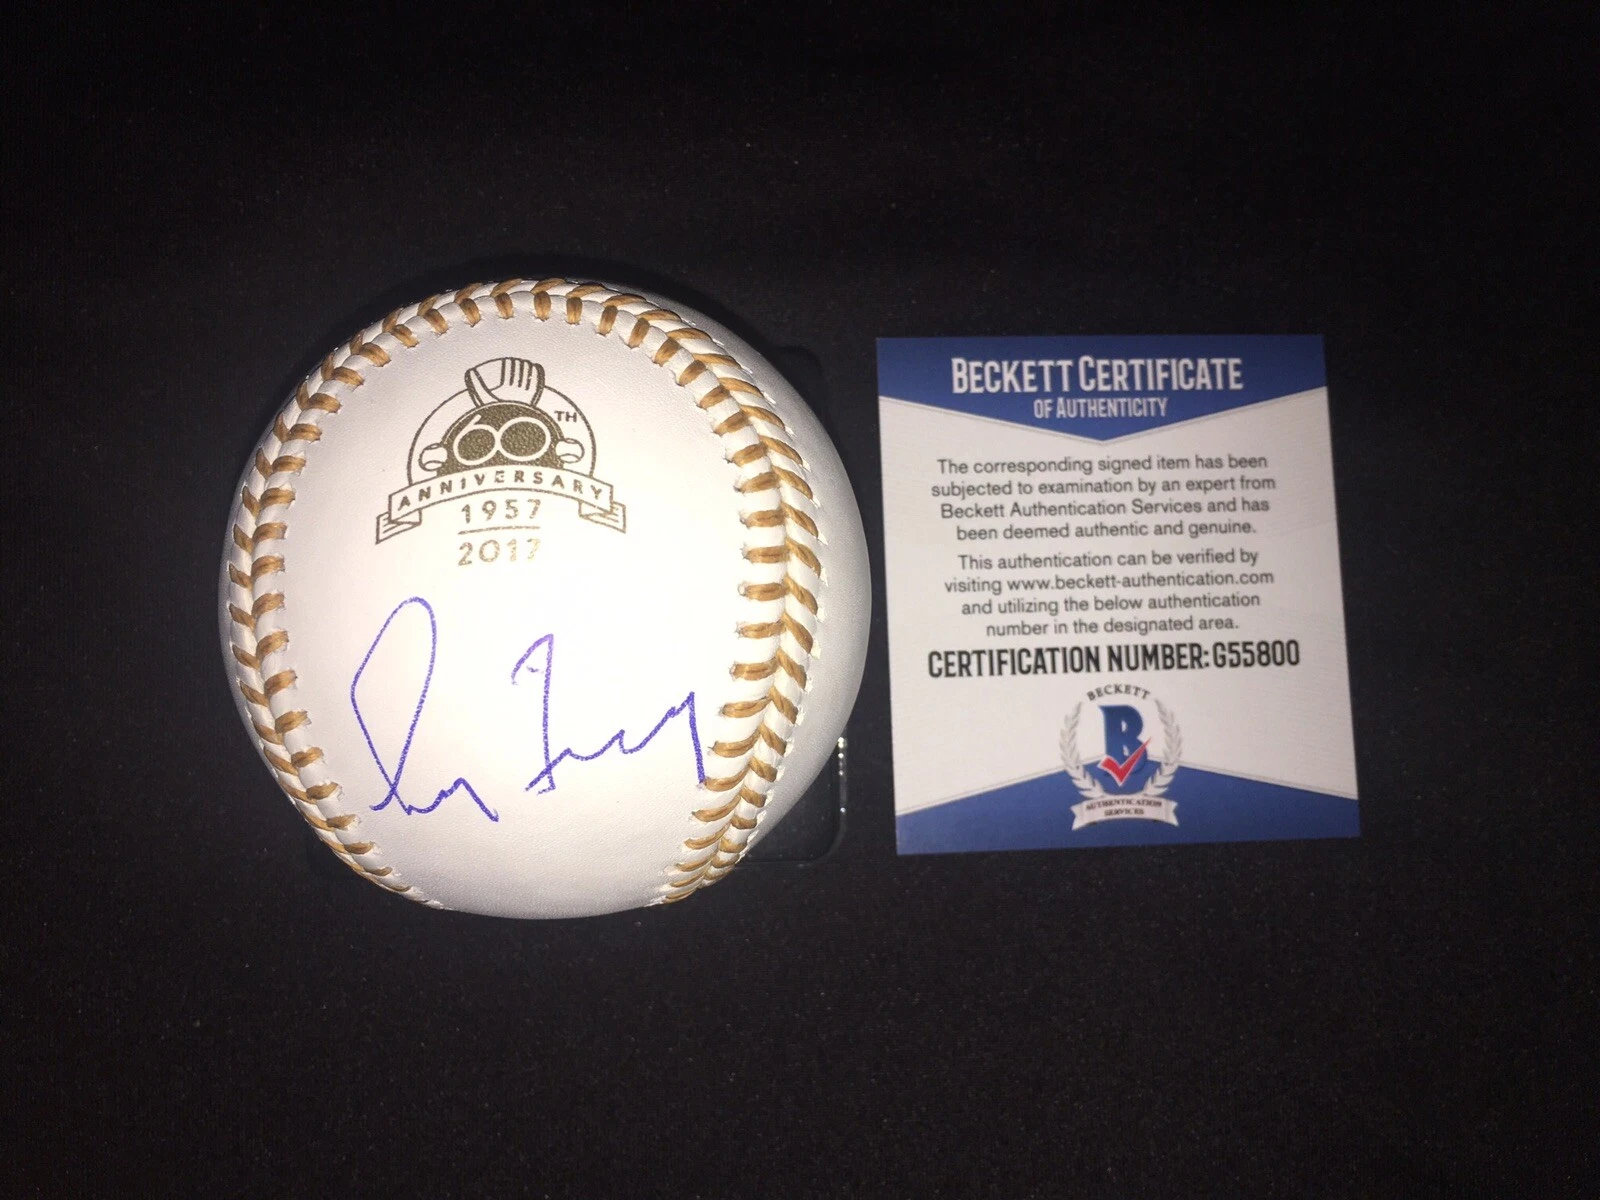 60TH
ANNIVERSARY
1957
2017
BECKETT CERTIFICATE
OF AUTHENTICITY
The corresponding signed item has been
subjected to examination by an expert from
Beckett Authentication Services and has
been deemed authentic and genuine.
This authentication can be verified by
visiting www.beckett-authentication.com
and utilizing the below authentication
number in the designated area.
CERTIFICATION NUMBER:G55800
BECKETT
B
AUTHENTICATION
SERVICES